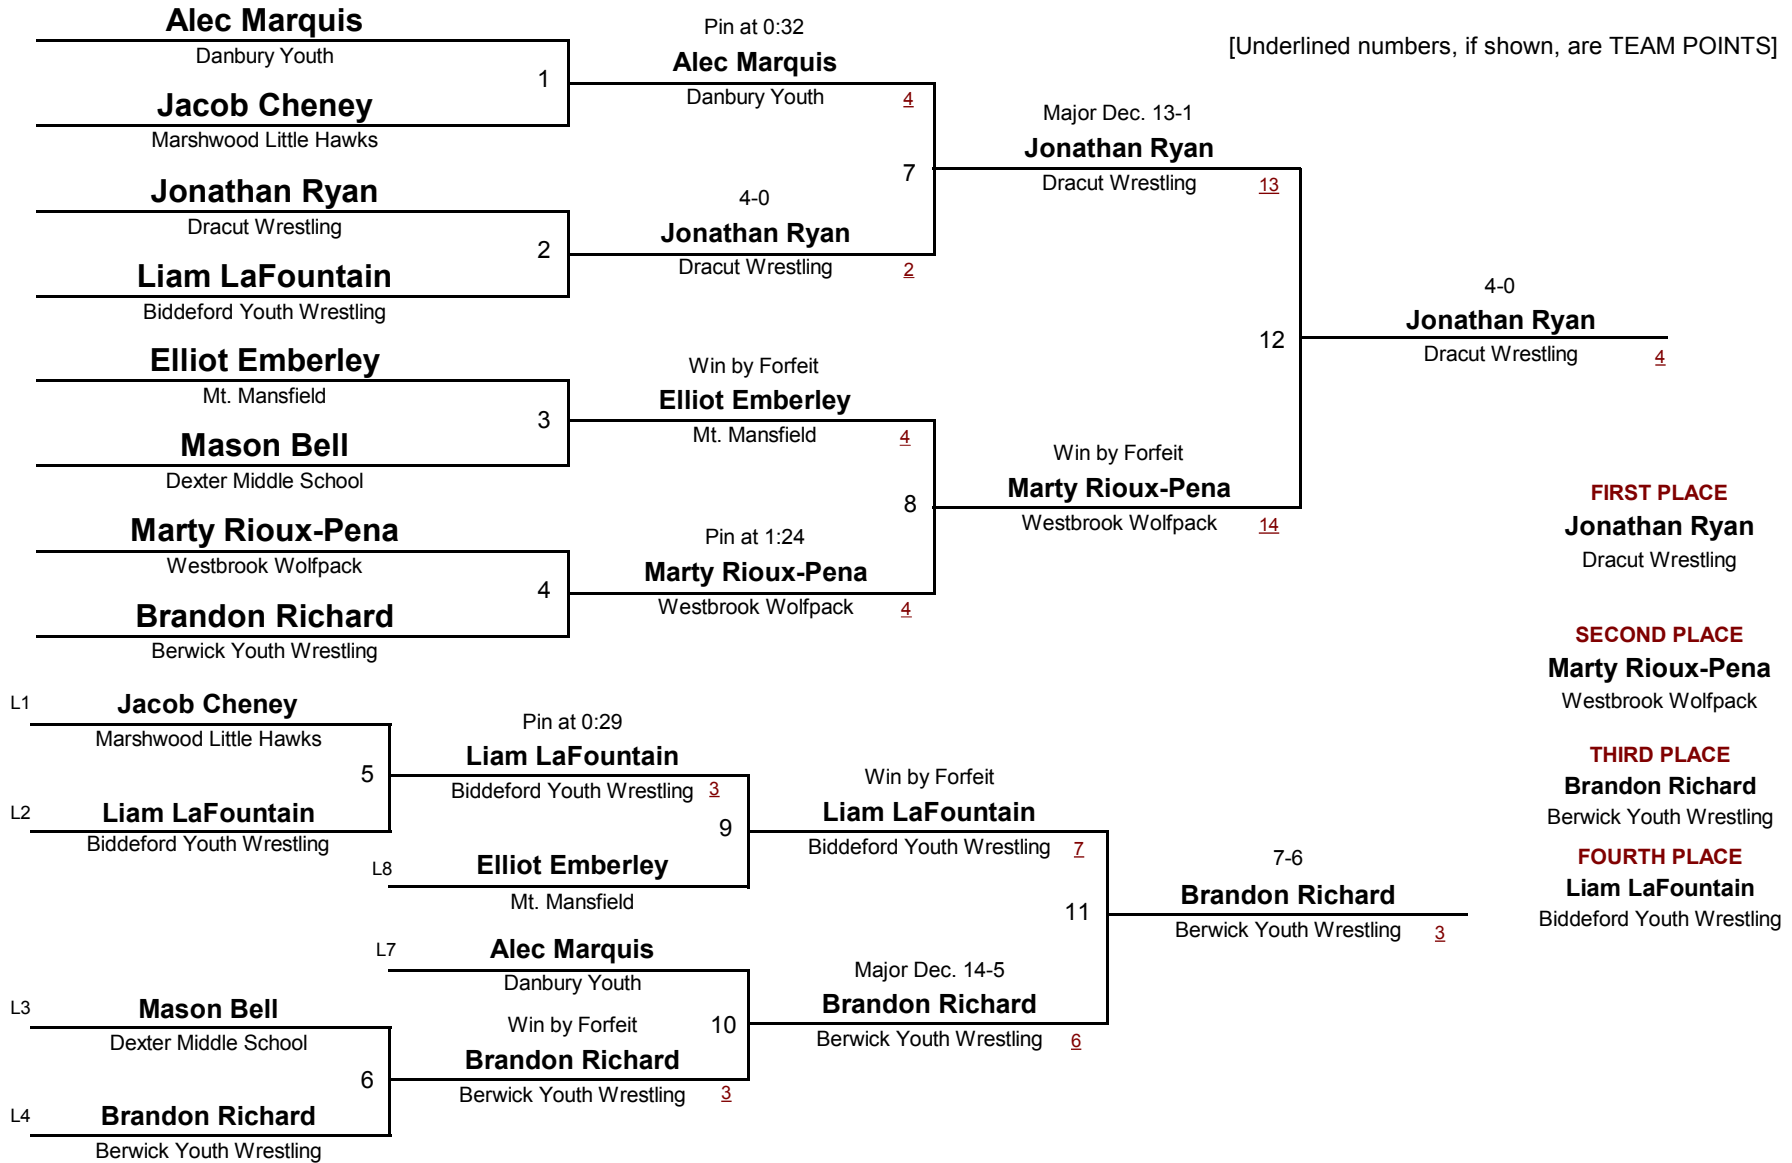 Alec Marquis
Danbury Youth
1
Jacob Cheney
Marshwood Little Hawks
Jonathan Ryan
Dracut Wrestling
2
Liam LaFountain
Biddeford Youth Wrestling
Elliot Emberley
Mt. Mansfield
3
Mason Bell
Dexter Middle School
Marty Rioux-Pena
Westbrook Wolfpack
4
Brandon Richard
Berwick Youth Wrestling
Pin at 0:32
Alec Marquis
Danbury Youth 4
7
4-0
Jonathan Ryan
Dracut Wrestling 2
Win by Forfeit
Elliot Emberley
Mt. Mansfield 4
8
Pin at 1:24
Marty Rioux-Pena
Westbrook Wolfpack 4
[Underlined numbers, if shown, are TEAM POINTS]
Major Dec. 13-1
Jonathan Ryan
Dracut Wrestling 13
12
Win by Forfeit
Marty Rioux-Pena
Westbrook Wolfpack 14
4-0
Jonathan Ryan
Dracut Wrestling 4
L1 Jacob Cheney
Marshwood Little Hawks
5
L2 Liam LaFountain
Biddeford Youth Wrestling
L3 Mason Bell
Dexter Middle School
6
L4 Brandon Richard
Berwick Youth Wrestling
Pin at 0:29
Liam LaFountain
Biddeford Youth Wrestling 3
9
L8 Elliot Emberley
Mt. Mansfield
L7 Alec Marquis
Danbury Youth
Win by Forfeit 10
Brandon Richard
Berwick Youth Wrestling 3
Win by Forfeit
Liam LaFountain
Biddeford Youth Wrestling 7
11
Major Dec. 14-5
Brandon Richard
Berwick Youth Wrestling 6
7-6
Brandon Richard
Berwick Youth Wrestling 3
FIRST PLACE
Jonathan Ryan
Dracut Wrestling
SECOND PLACE
Marty Rioux-Pena
Westbrook Wolfpack
THIRD PLACE
Brandon Richard
Berwick Youth Wrestling
FOURTH PLACE
Liam LaFountain
Biddeford Youth Wrestling